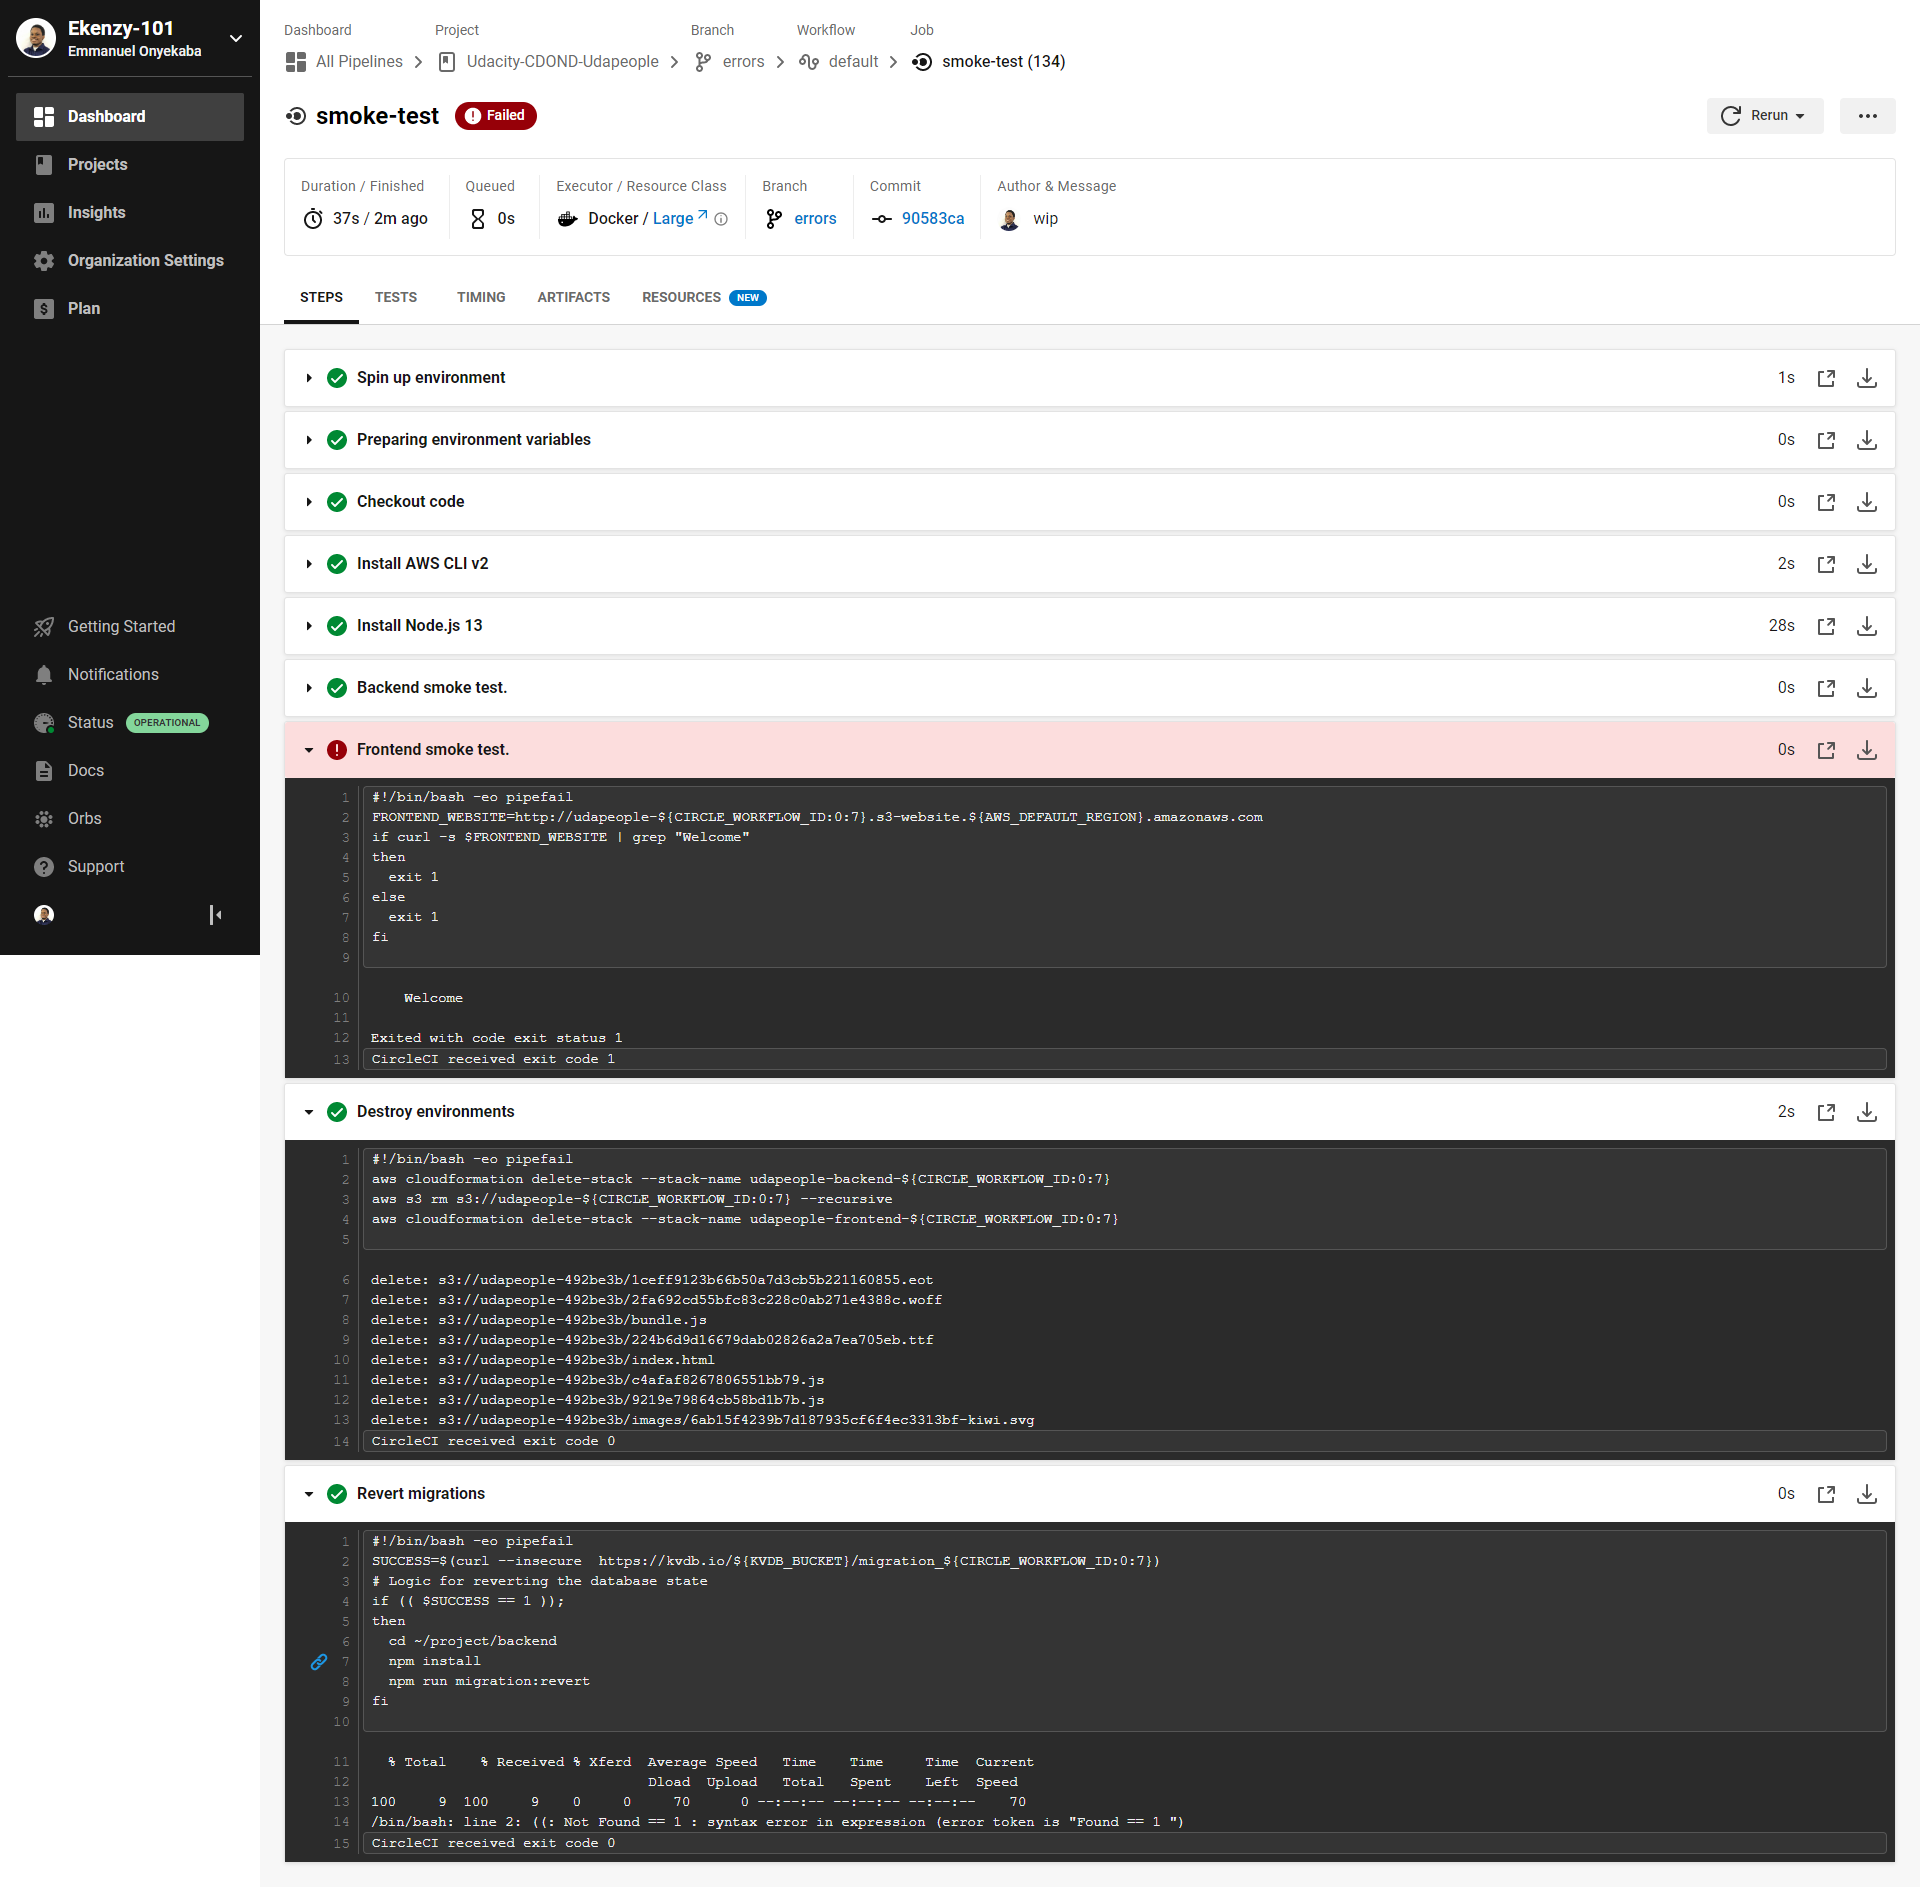 Ekenzy-101
Emmanuel Onyekaba
Dashboard
Projects
Insights
Organization Settings
Plan
Getting Started
Notifications
Status OPERATIONAL
Docs
Orbs
Support
Dashboard Project Branch Workflow Job
All Pipelines Udacity-CDOND-Udapeople errors default smoke-test (134)
smoke-test Failed Rerun
Duration / Finished Queued Executor / Resource Class Branch Commit Author & Message
37s / 2m ago 0s Docker / Large errors 90583ca wip
STEPS TESTS TIMING ARTIFACTS RESOURCES NEW
Spin up environment 1s
Preparing environment variables 0s
Checkout code 0s
Install AWS CLI v2 2s
Install Node.js 13 28s
Backend smoke test. 0s
Frontend smoke test. 0s
1 #!/bin/bash -eo pipefail
2 FRONTEND_WEBSITE=http://udapeople-${CIRCLE_WORKFLOW_ID:0:7}.s3-website.${AWS_DEFAULT_REGION}.amazonaws.com
3 if curl -s $FRONTEND_WEBSITE | grep "Welcome"
4 then
5 exit 1
6 else
7 exit 1
8 fi
9
10 Welcome
11
12 Exited with code exit status 1
13 CircleCI received exit code 1
Destroy environments 2s
1 #!/bin/bash -eo pipefail
2 aws cloudformation delete-stack --stack-name udapeople-backend-${CIRCLE_WORKFLOW_ID:0:7}
3 aws s3 rm s3://udapeople-${CIRCLE_WORKFLOW_ID:0:7} --recursive
4 aws cloudformation delete-stack --stack-name udapeople-frontend-${CIRCLE_WORKFLOW_ID:0:7}
5
6 delete: s3://udapeople-492be3b/1ceff9123b66b50a7d3cb5b221160855.eot
7 delete: s3://udapeople-492be3b/2fa692cd55bfc83c228c0ab271e4388c.woff
8 delete: s3://udapeople-492be3b/bundle.js
9 delete: s3://udapeople-492be3b/224b6d9d16679dab02826a2a7ea705eb.ttf
10 delete: s3://udapeople-492be3b/index.html
11 delete: s3://udapeople-492be3b/c4afaf8267806551bb79.js
12 delete: s3://udapeople-492be3b/9219e79864cb58bd1b7b.js
13 delete: s3://udapeople-492be3b/images/6ab15f4239b7d187935cf6f4ec3313bf-kiwi.svg
14 CircleCI received exit code 0
Revert migrations 0s
1 #!/bin/bash -eo pipefail
2 SUCCESS=$(curl --insecure  https://kvdb.io/${KVDB_BUCKET}/migration_${CIRCLE_WORKFLOW_ID:0:7})
3 # Logic for reverting the database state
4 if (( $SUCCESS == 1 ));
5 then
6 cd ~/project/backend
7 npm install
8 npm run migration:revert
9 fi
10
11 % Total % Received % Xferd Average Speed Time Time Time Current
12 Dload Upload Total Spent Left Speed
13 100 9 100 9 0 0 70 0 --:--:-- --:--:-- --:--:-- 70
14 /bin/bash: line 2: ((: Not Found == 1 : syntax error in expression (error token is "Found == 1 ")
15 CircleCI received exit code 0